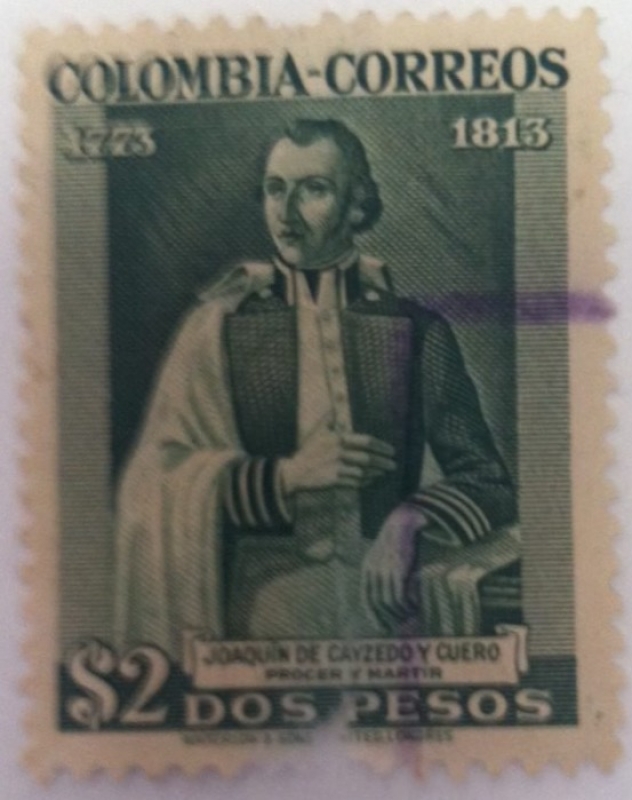 COLOMBIA-CORREOS
1773 1813
JOAQUIN DE CAYZEDO Y CUERO
PROCER Y MARTIR
$2 DOS PESOS